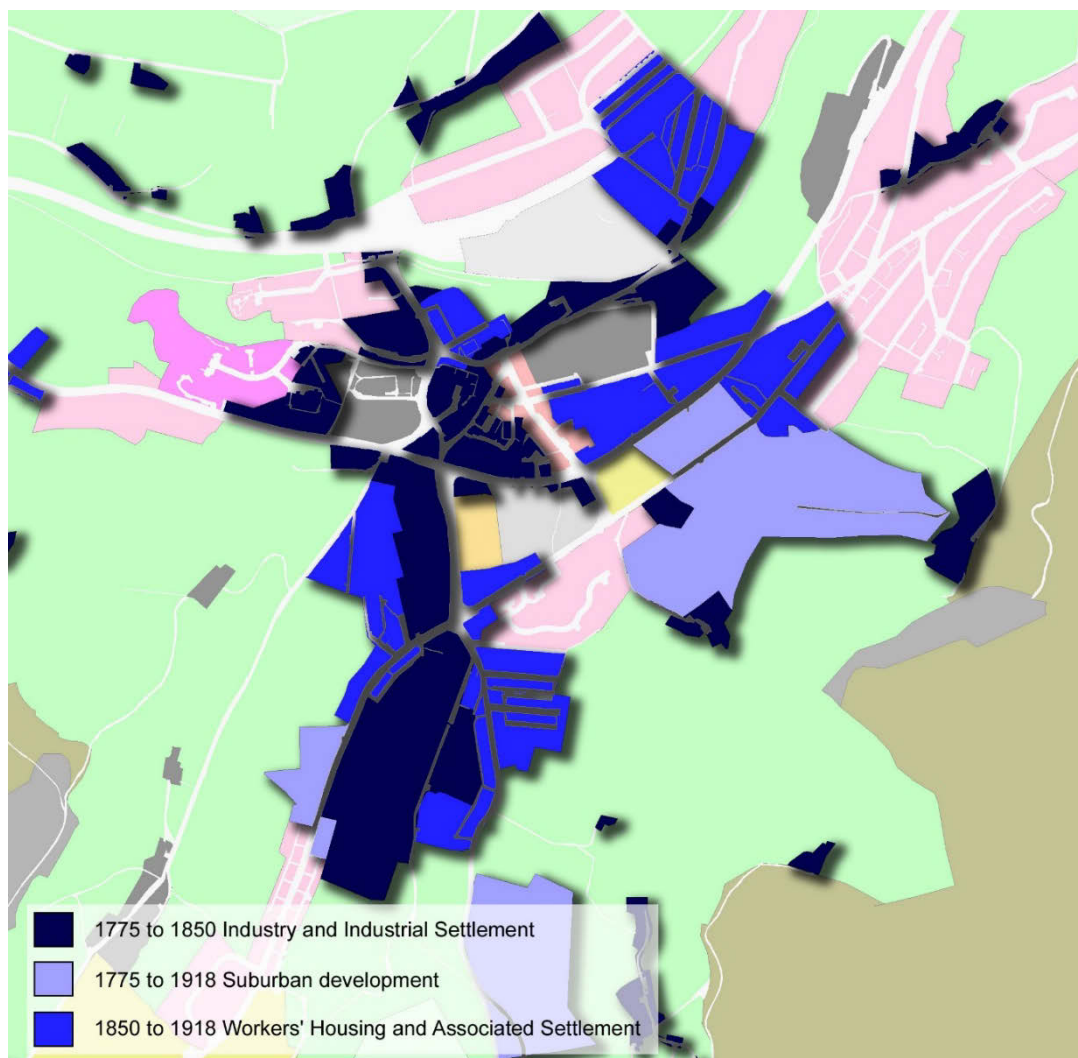 1775 to 1850 Industry and Industrial Settlement
1775 to 1918 Suburban development
1850 to 1918 Workers' Housing and Associated Settlement